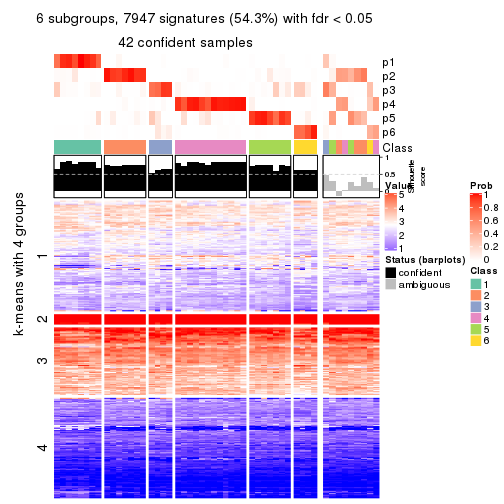 6 subgroups, 7947 signatures (54.3%) with fdr < 0.05
42 confident samples
p1
p2
p3
p4
p5
p6
Class
1
0.5
0
Silhouette
score
k-means with 4 groups
1
2
3
4
Value
5
4
3
2
1
Status (barplots)
confident
ambiguous
Prob
1
0.8
0.6
0.4
0.2
0
Class
1
2
3
4
5
6